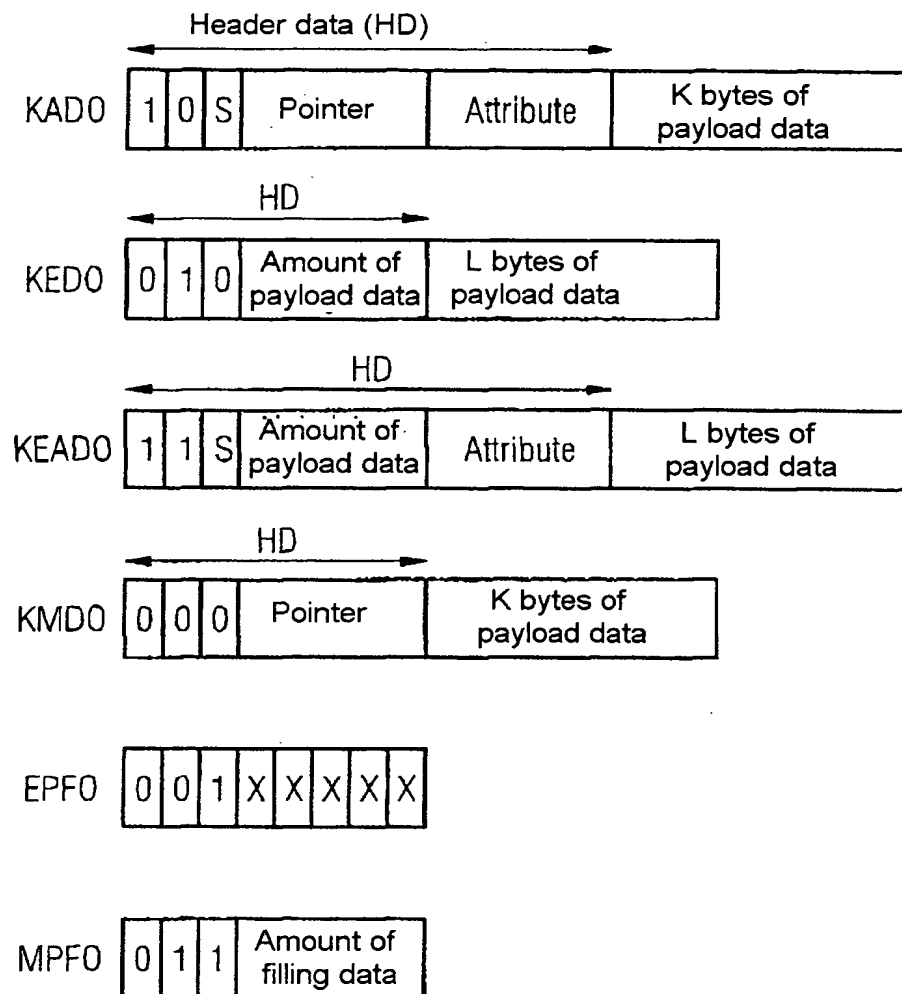 Header data (HD)
KADO 1 0 S Pointer Attribute K bytes of
payload data
HD
KEDO 0 1 0 Amount of
payload data L bytes of
payload data
HD
KEADO 1 1 S Amount of
payload data Attribute L bytes of
payload data
HD
KMDO 0 0 0 Pointer K bytes of
payload data
EPFO 0 0 1 X X X X X
MPFO 0 1 1 Amount of
filling data